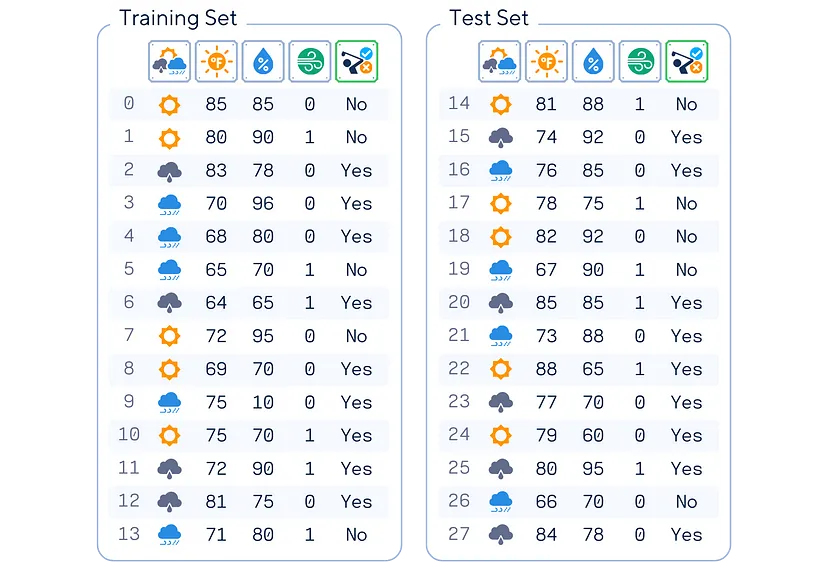 Training Set
Test Set
°F
%
°F
%
0 85 85 0 No
1 80 90 1 No
2 83 78 0 Yes
3 70 96 0 Yes
4 68 80 0 Yes
5 65 70 1 No
6 64 65 1 Yes
7 72 95 0 No
8 69 70 0 Yes
9 75 10 0 Yes
10 75 70 1 Yes
11 72 90 1 Yes
12 81 75 0 Yes
13 71 80 1 No
14 81 88 1 No
15 74 92 0 Yes
16 76 85 0 Yes
17 78 75 1 No
18 82 92 0 No
19 67 90 1 No
20 85 85 1 Yes
21 73 88 0 Yes
22 88 65 1 Yes
23 77 70 0 Yes
24 79 60 0 Yes
25 80 95 1 Yes
26 66 70 0 No
27 84 78 0 Yes